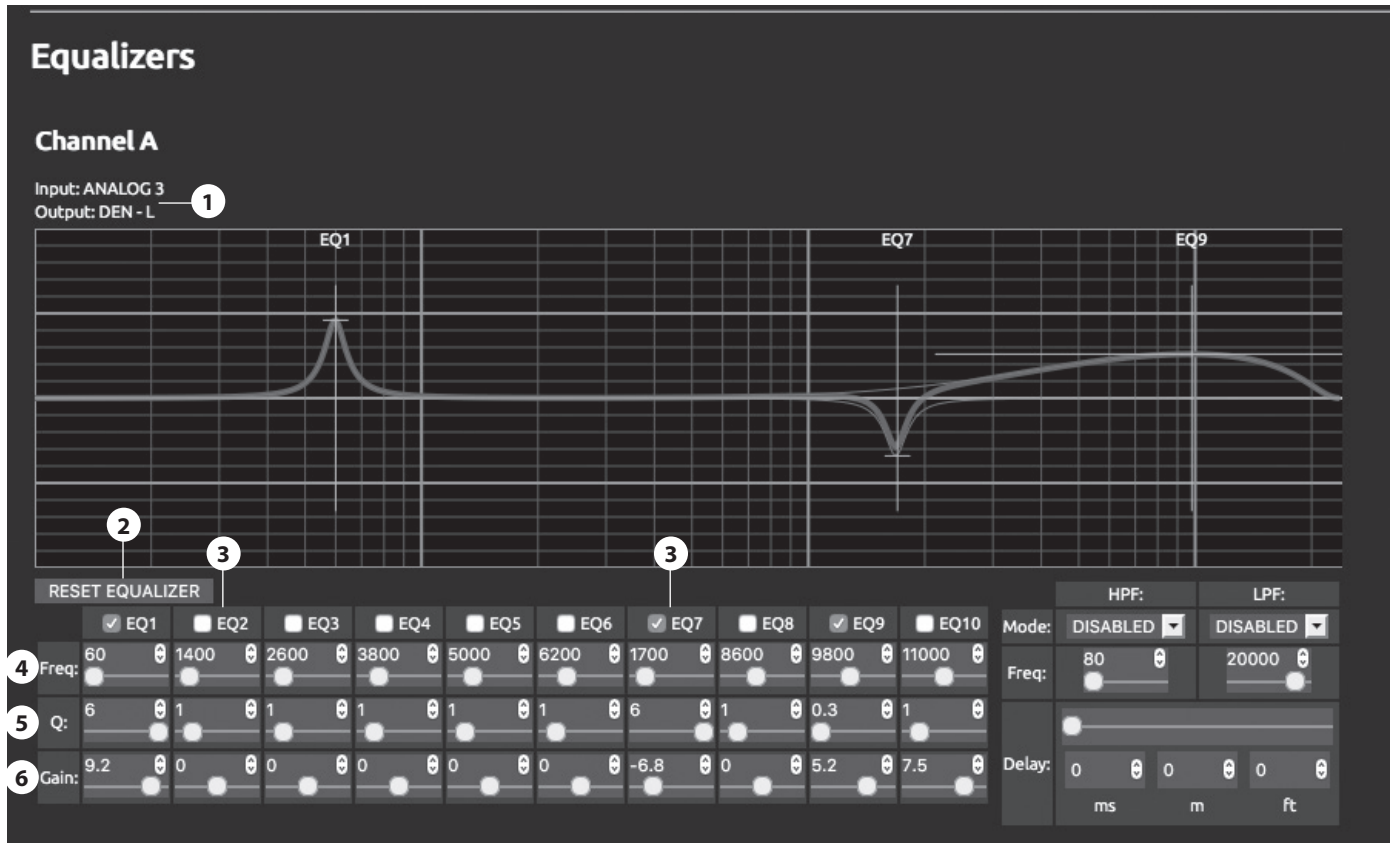 Equalizers
Channel A
Input: ANALOG 3
Output: DEN - L
1
EQ1 EQ7 EQ9
2
3 3
RESET EQUALIZER
HPF: LPF:
EQ1 EQ2 EQ3 EQ4 EQ5 EQ6 EQ7 EQ8 EQ9 EQ10 Mode: DISABLED DISABLED
4 Freq: 60 1400 2600 3800 5000 6200 1700 8600 9800 11000 Freq: 80 20000
5 Q: 6 1 1 1 1 1 6 1 0.3 1
6 Gain: 9.2 0 0 0 0 0 -6.8 0 5.2 7.5 Delay: 0 0 0
ms m ft